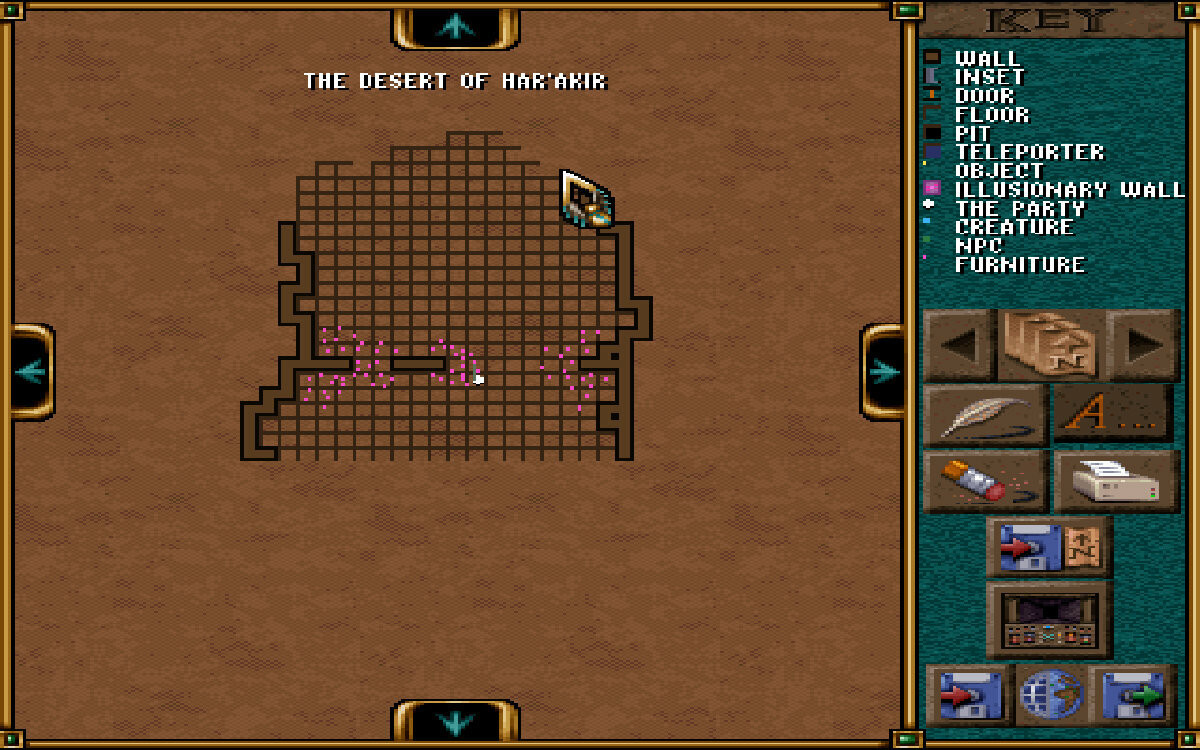 KEY
THE DESERT OF HAR'AKIR
WALL
INSET
DOOR
FLOOR
PIT
TELEPORTER
OBJECT
ILLUSIONARY WALL
THE PARTY
CREATURE
NPC
FURNITURE
N
A...
N